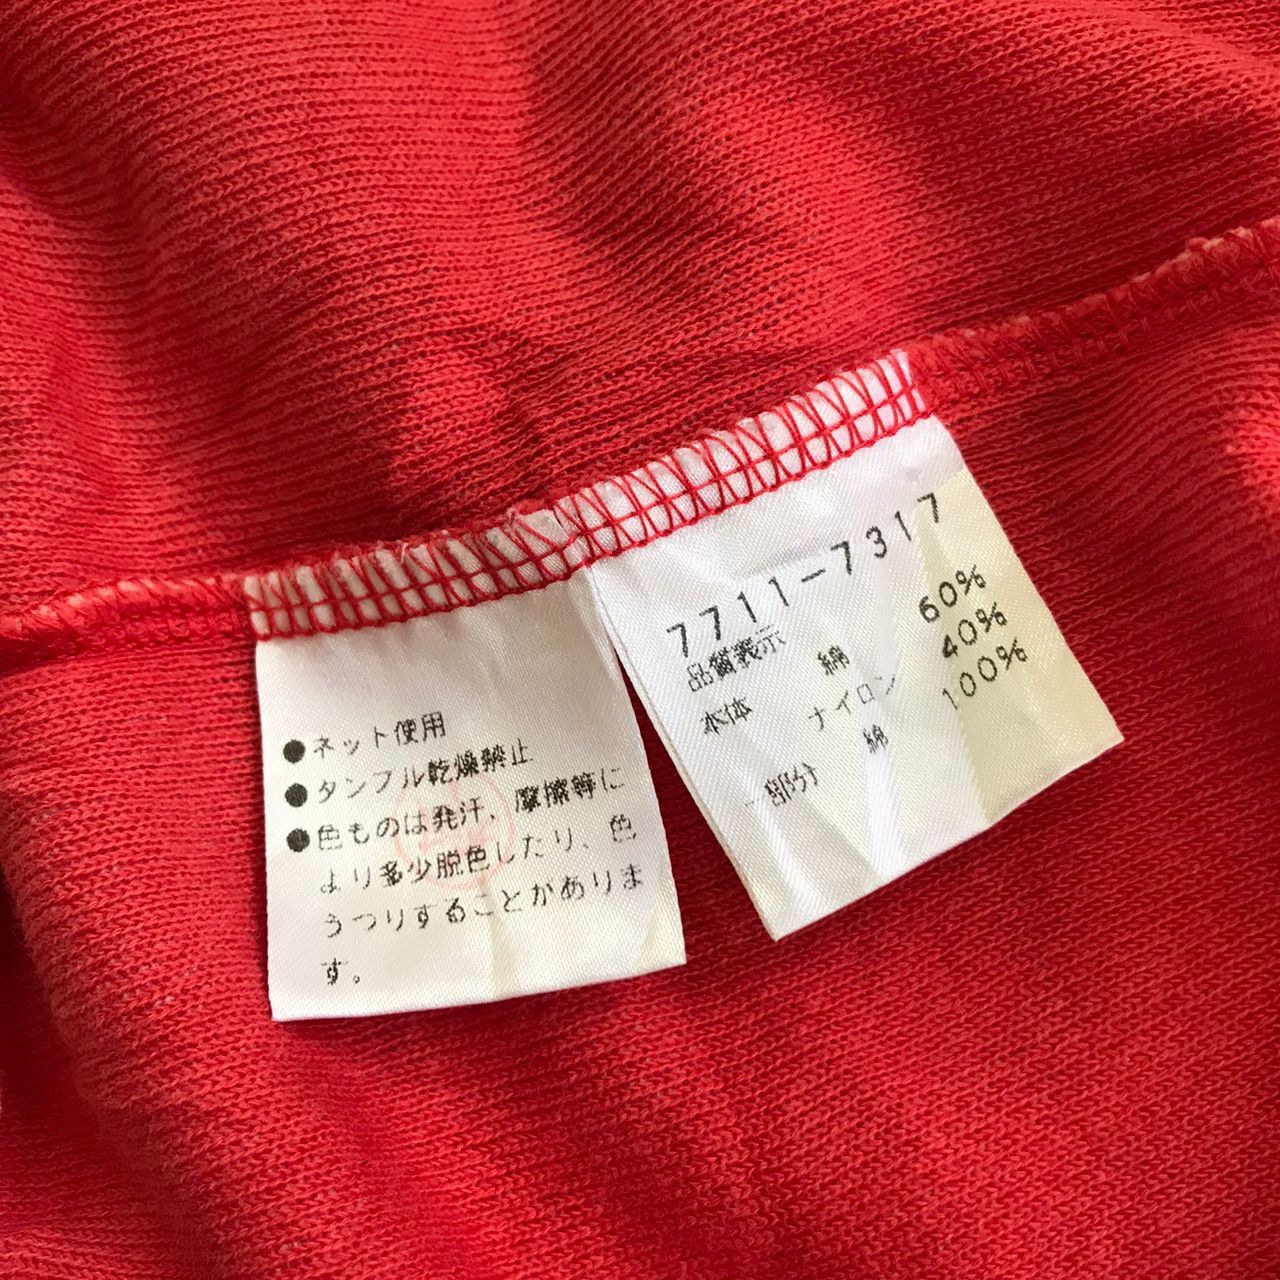 ●ネット使用
●タンブル乾燥禁止
●色ものは発汗、摩擦等に
より多少脱色したり、色
うつりすることがありま
す。
7711-7317
品質表示
本体 綿 60%
ナイロン 40%
一部分 綿 100%